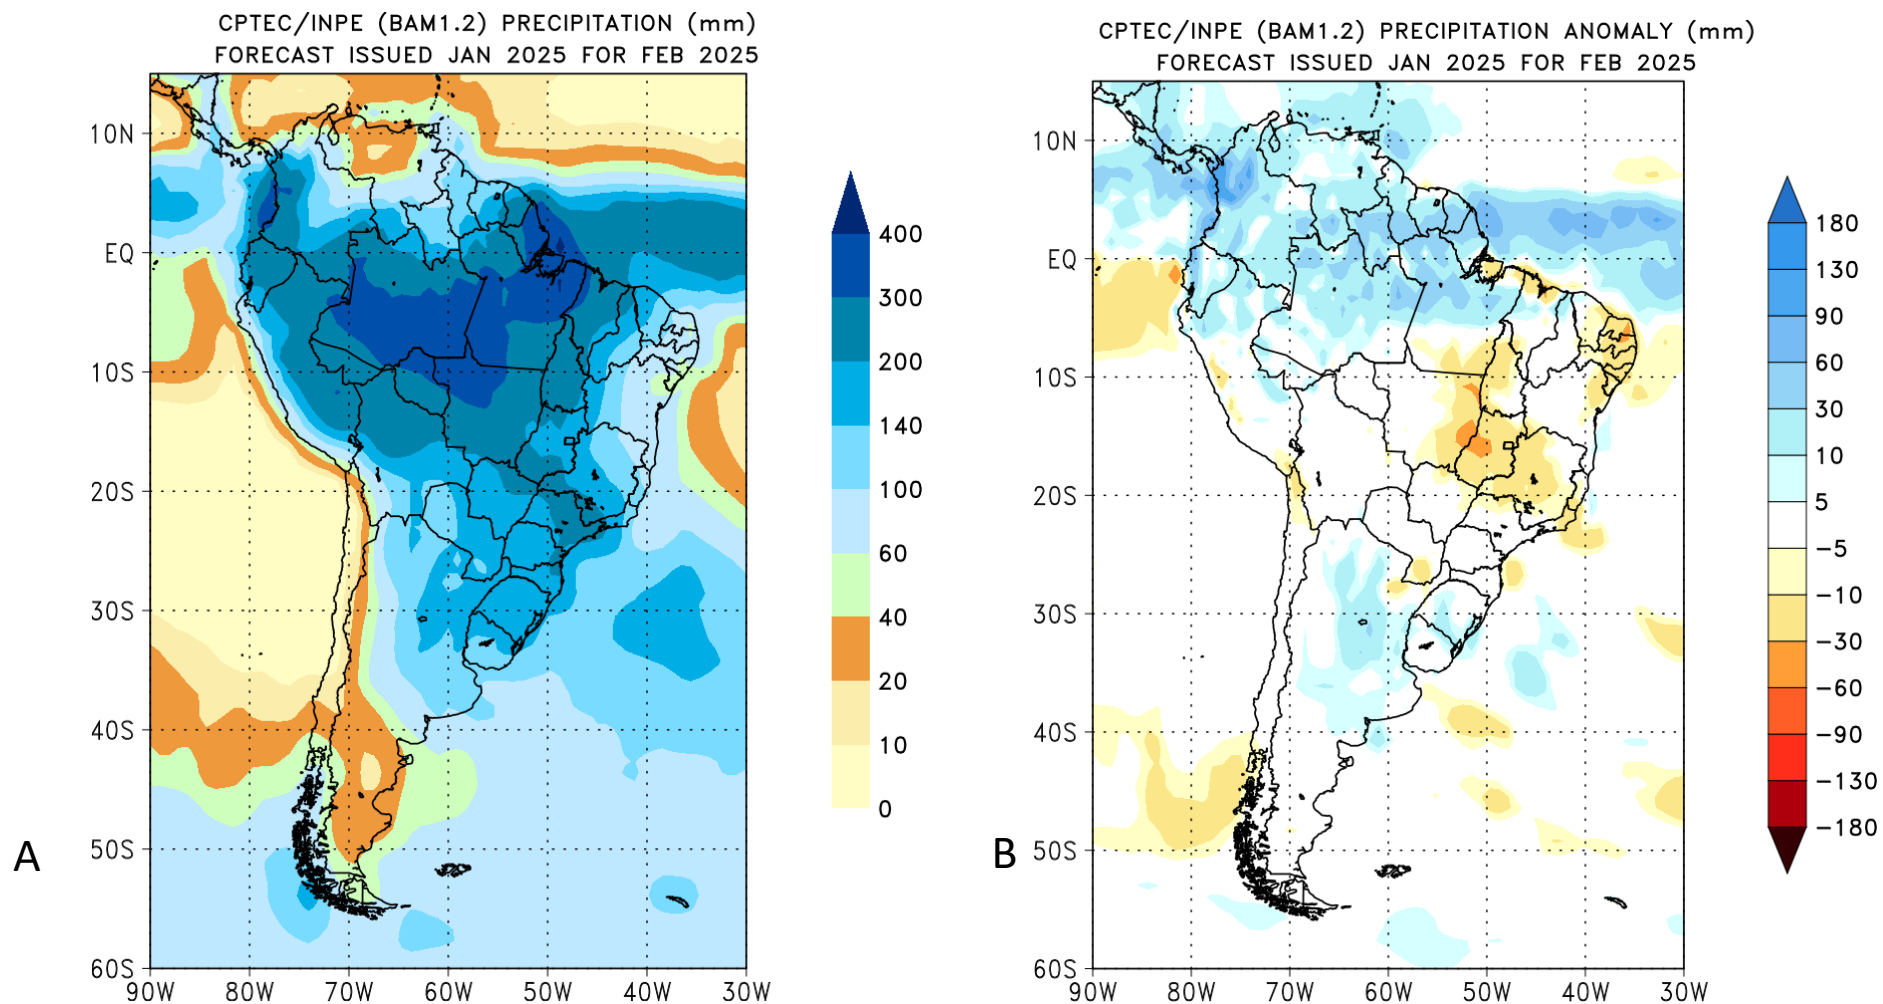 CPTEC/INPE (BAM1.2) PRECIPITATION (mm)
FORECAST ISSUED JAN 2025 FOR FEB 2025
10N
EQ
10S
20S
30S
40S
50S
60S
90W 80W 70W 60W 50W 40W 30W
400
300
200
140
100
60
40
20
10
0
A
CPTEC/INPE (BAM1.2) PRECIPITATION ANOMALY (mm)
FORECAST ISSUED JAN 2025 FOR FEB 2025
10N
EQ
10S
20S
30S
40S
50S
60S
90W 80W 70W 60W 50W 40W 30W
180
130
90
60
30
10
5
−5
−10
−30
−60
−90
−130
−180
B